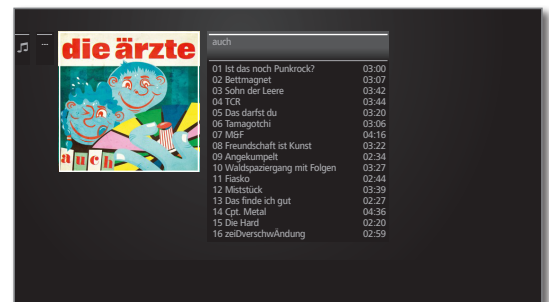 ...
die ärzte
auch
auch
01 Ist das noch Punkrock? 03:00
02 Bettmagnet 03:07
03 Sohn der Leere 03:42
04 TCR 03:44
05 Das darfst du 03:20
06 Tamagotchi 03:06
07 M&F 04:16
08 Freundschaft ist Kunst 03:22
09 Angekumpelt 02:34
10 Waldspaziergang mit Folgen 03:27
11 Fiasko 02:44
12 Miststück 03:39
13 Das finde ich gut 02:27
14 Cpt. Metal 04:36
15 Die Hard 02:20
16 zeiDverschwÄndung 02:59